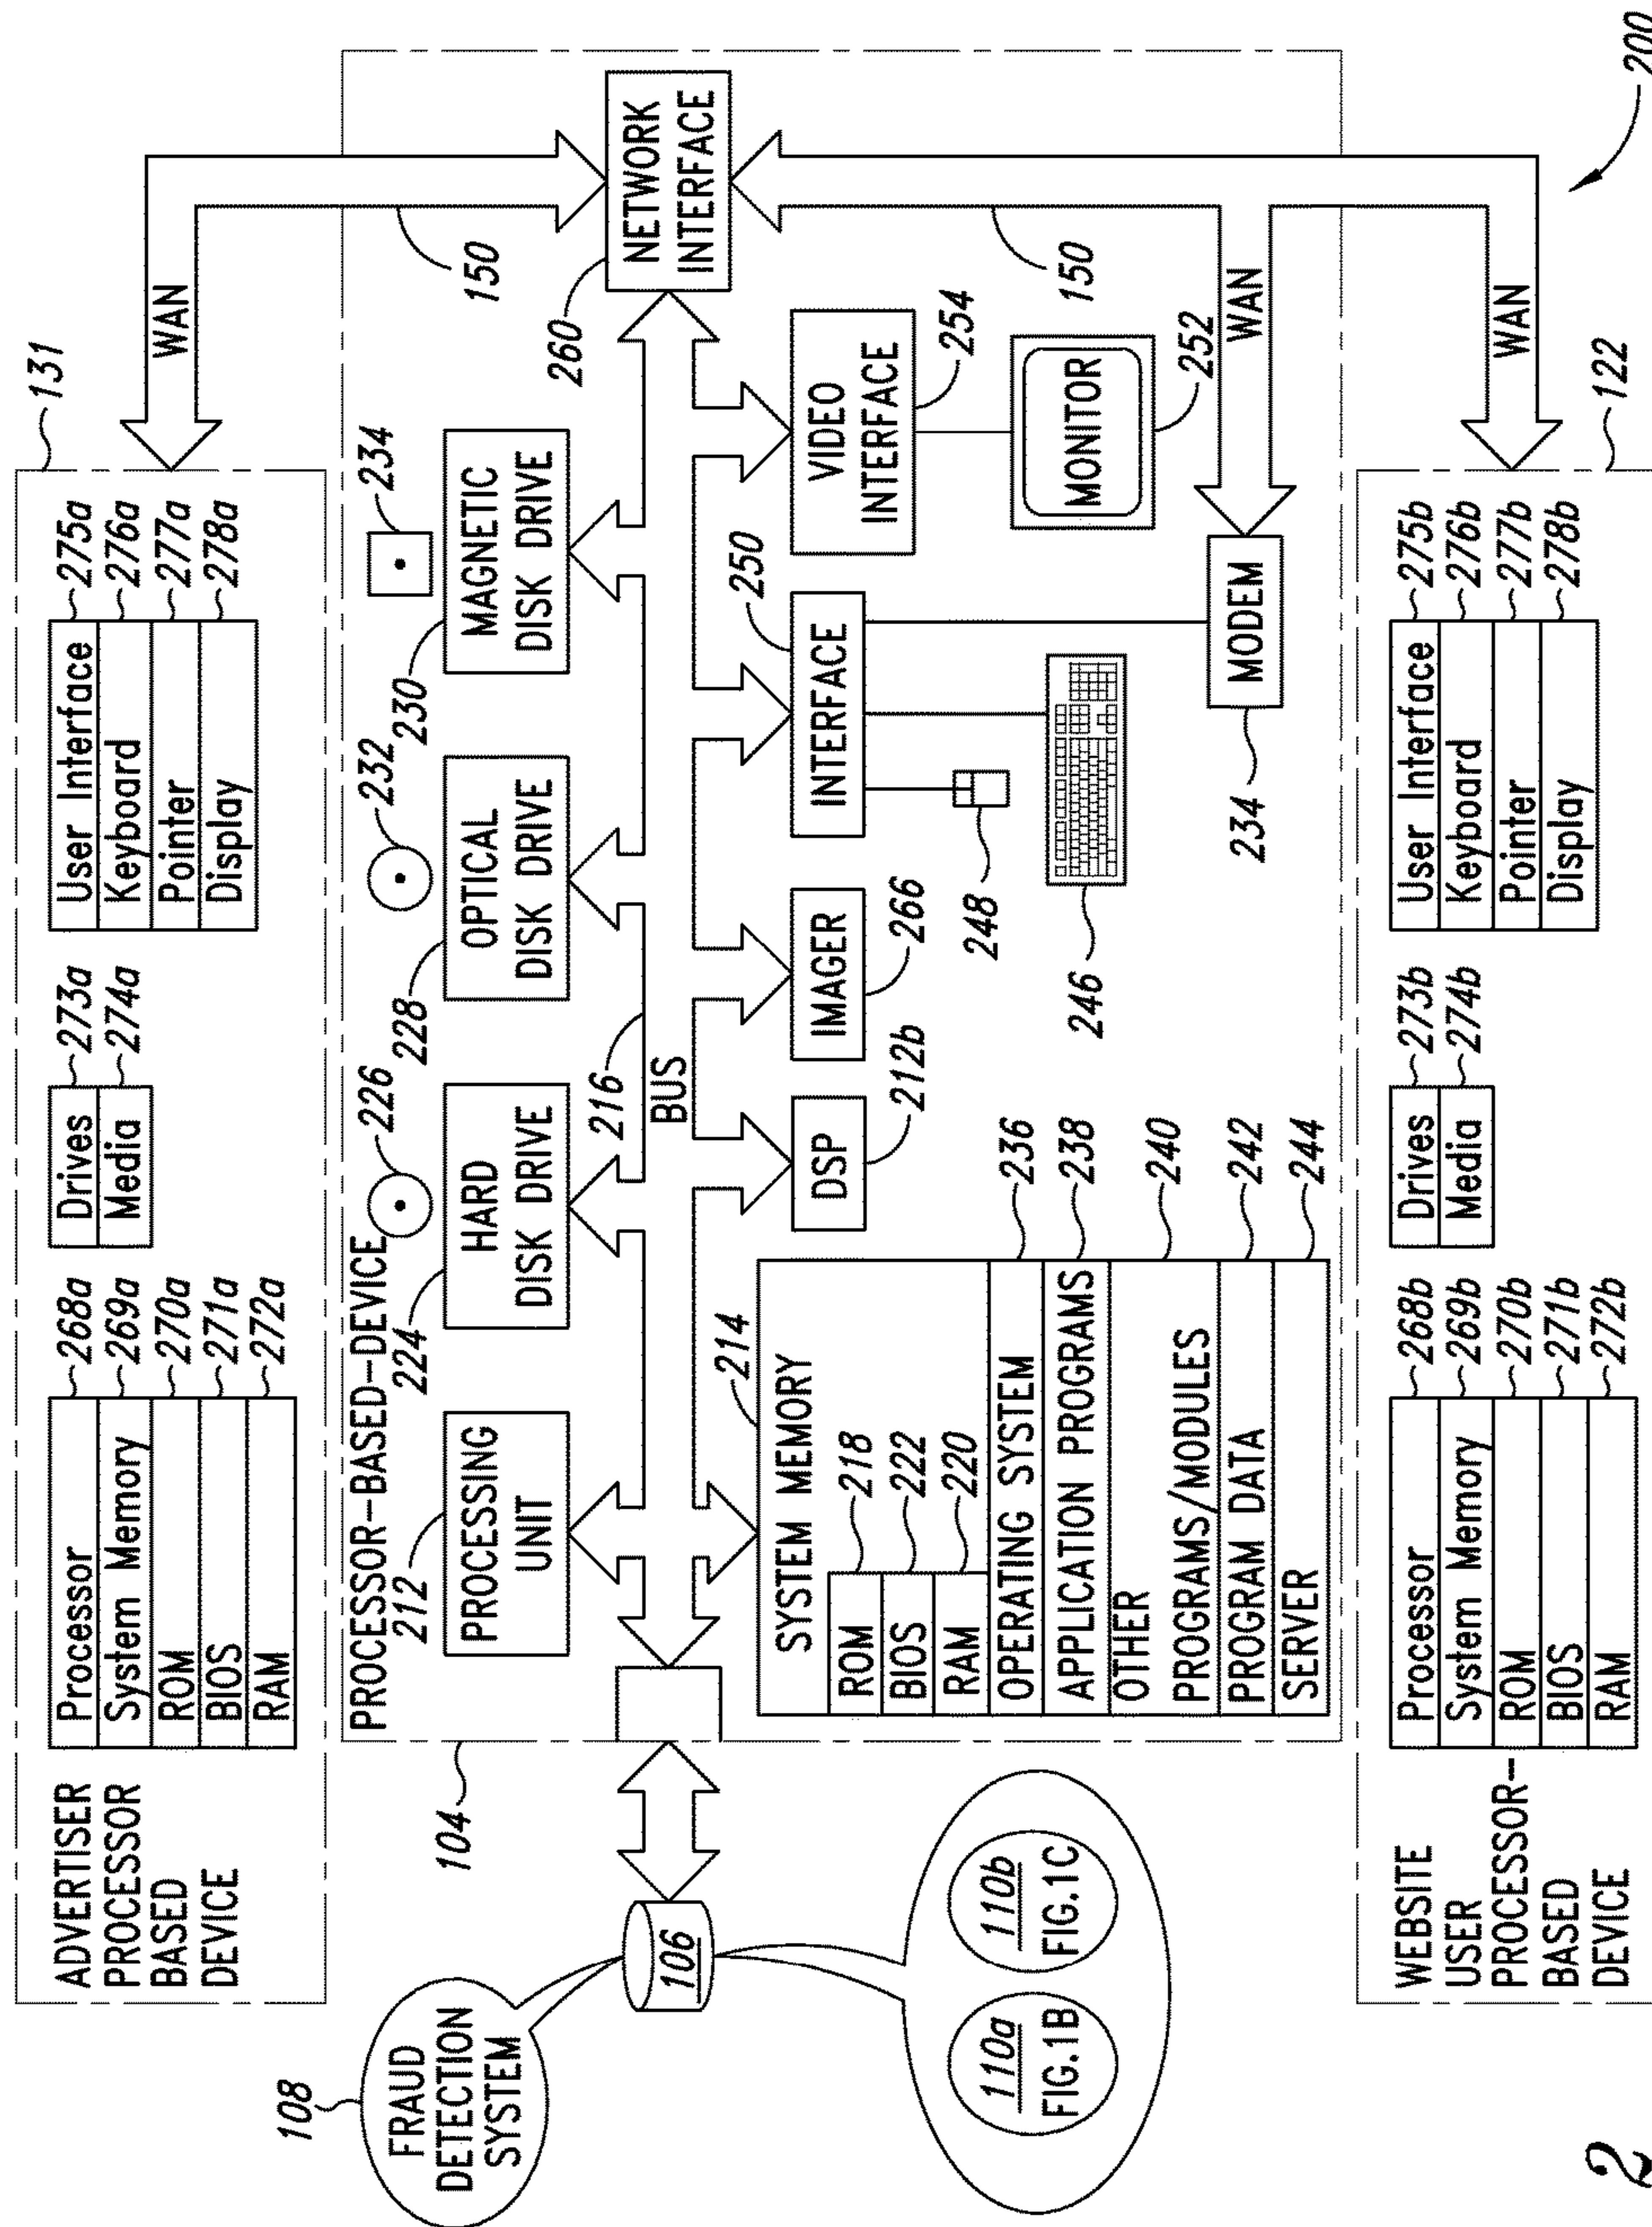 ADVERTISER
PROCESSOR
BASED
DEVICE
Processor 268a
System Memory 269a
ROM 270a
BIOS 271a
RAM 272a
Drives 273a
Media 274a
User Interface 275a
Keyboard 276a
Pointer 277a
Display 278a
131
WAN
150
PROCESSOR-BASED-DEVICE
104
212
PROCESSING
UNIT
224
226
HARD
DISK DRIVE
228
232
OPTICAL
DISK DRIVE
230
234
MAGNETIC
DISK DRIVE
260
NETWORK
INTERFACE
216
BUS
108
FRAUD
DETECTION
SYSTEM
106
110a
FIG.1B
110b
FIG.1C
214
SYSTEM MEMORY
ROM 218
BIOS 222
RAM 220
OPERATING SYSTEM 236
APPLICATION PROGRAMS 238
OTHER
PROGRAMS/MODULES 240
PROGRAM DATA 242
SERVER 244
DSP
212b
IMAGER
266
250
INTERFACE
248
246
VIDEO
INTERFACE
254
MONITOR
252
150
WAN
MODEM
234
WEBSITE
USER
PROCESSOR-
BASED
DEVICE
Processor 268b
System Memory 269b
ROM 270b
BIOS 271b
RAM 272b
Drives 273b
Media 274b
User Interface 275b
Keyboard 276b
Pointer 277b
Display 278b
122
WAN
200
2